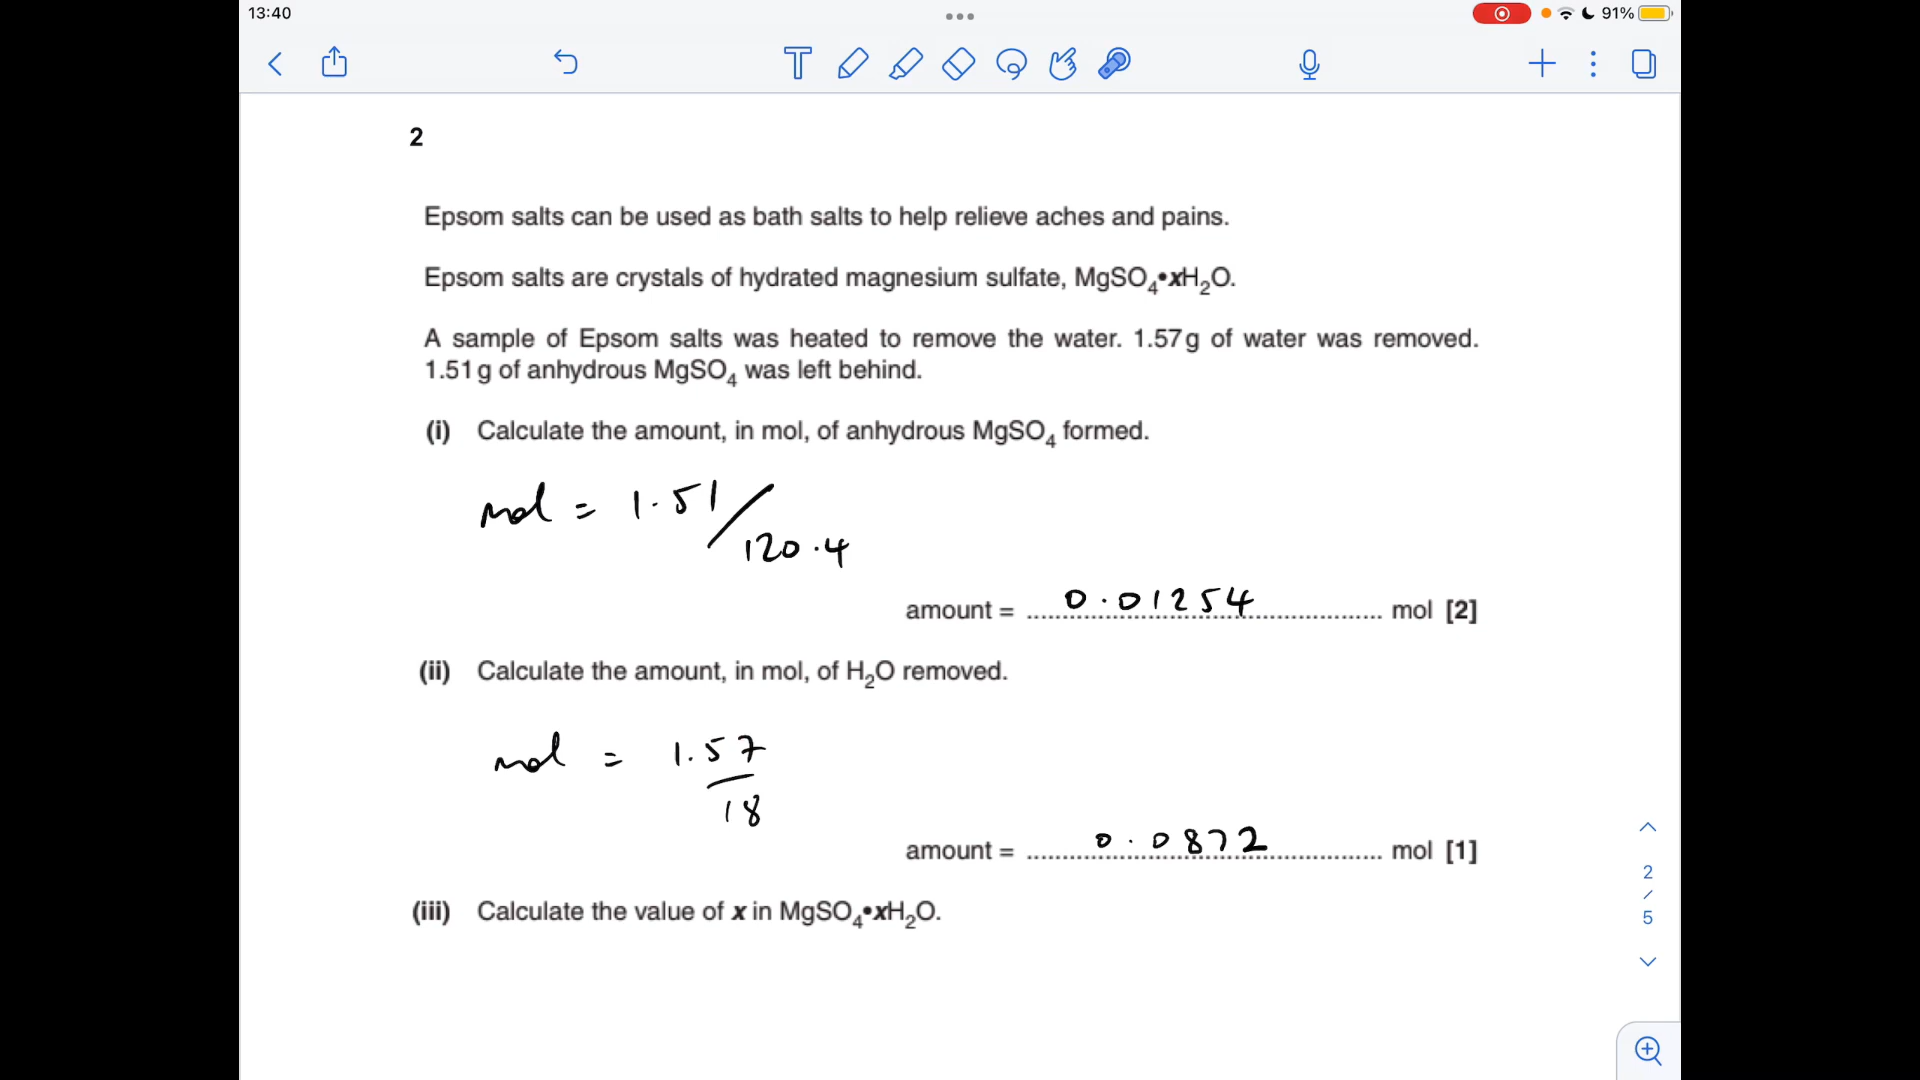 13:40
91%
2
Epsom salts can be used as bath salts to help relieve aches and pains.
Epsom salts are crystals of hydrated magnesium sulfate, MgSO₄•xH₂O.
A sample of Epsom salts was heated to remove the water. 1.57g of water was removed.
1.51g of anhydrous MgSO₄ was left behind.
(i) Calculate the amount, in mol, of anhydrous MgSO₄ formed.
mol = 1.51/120.4
amount = 0.01254 mol [2]
(ii) Calculate the amount, in mol, of H₂O removed.
mol = 1.57
18
amount = 0.0872 mol [1]
(iii) Calculate the value of x in MgSO₄•xH₂O.
2
/
5